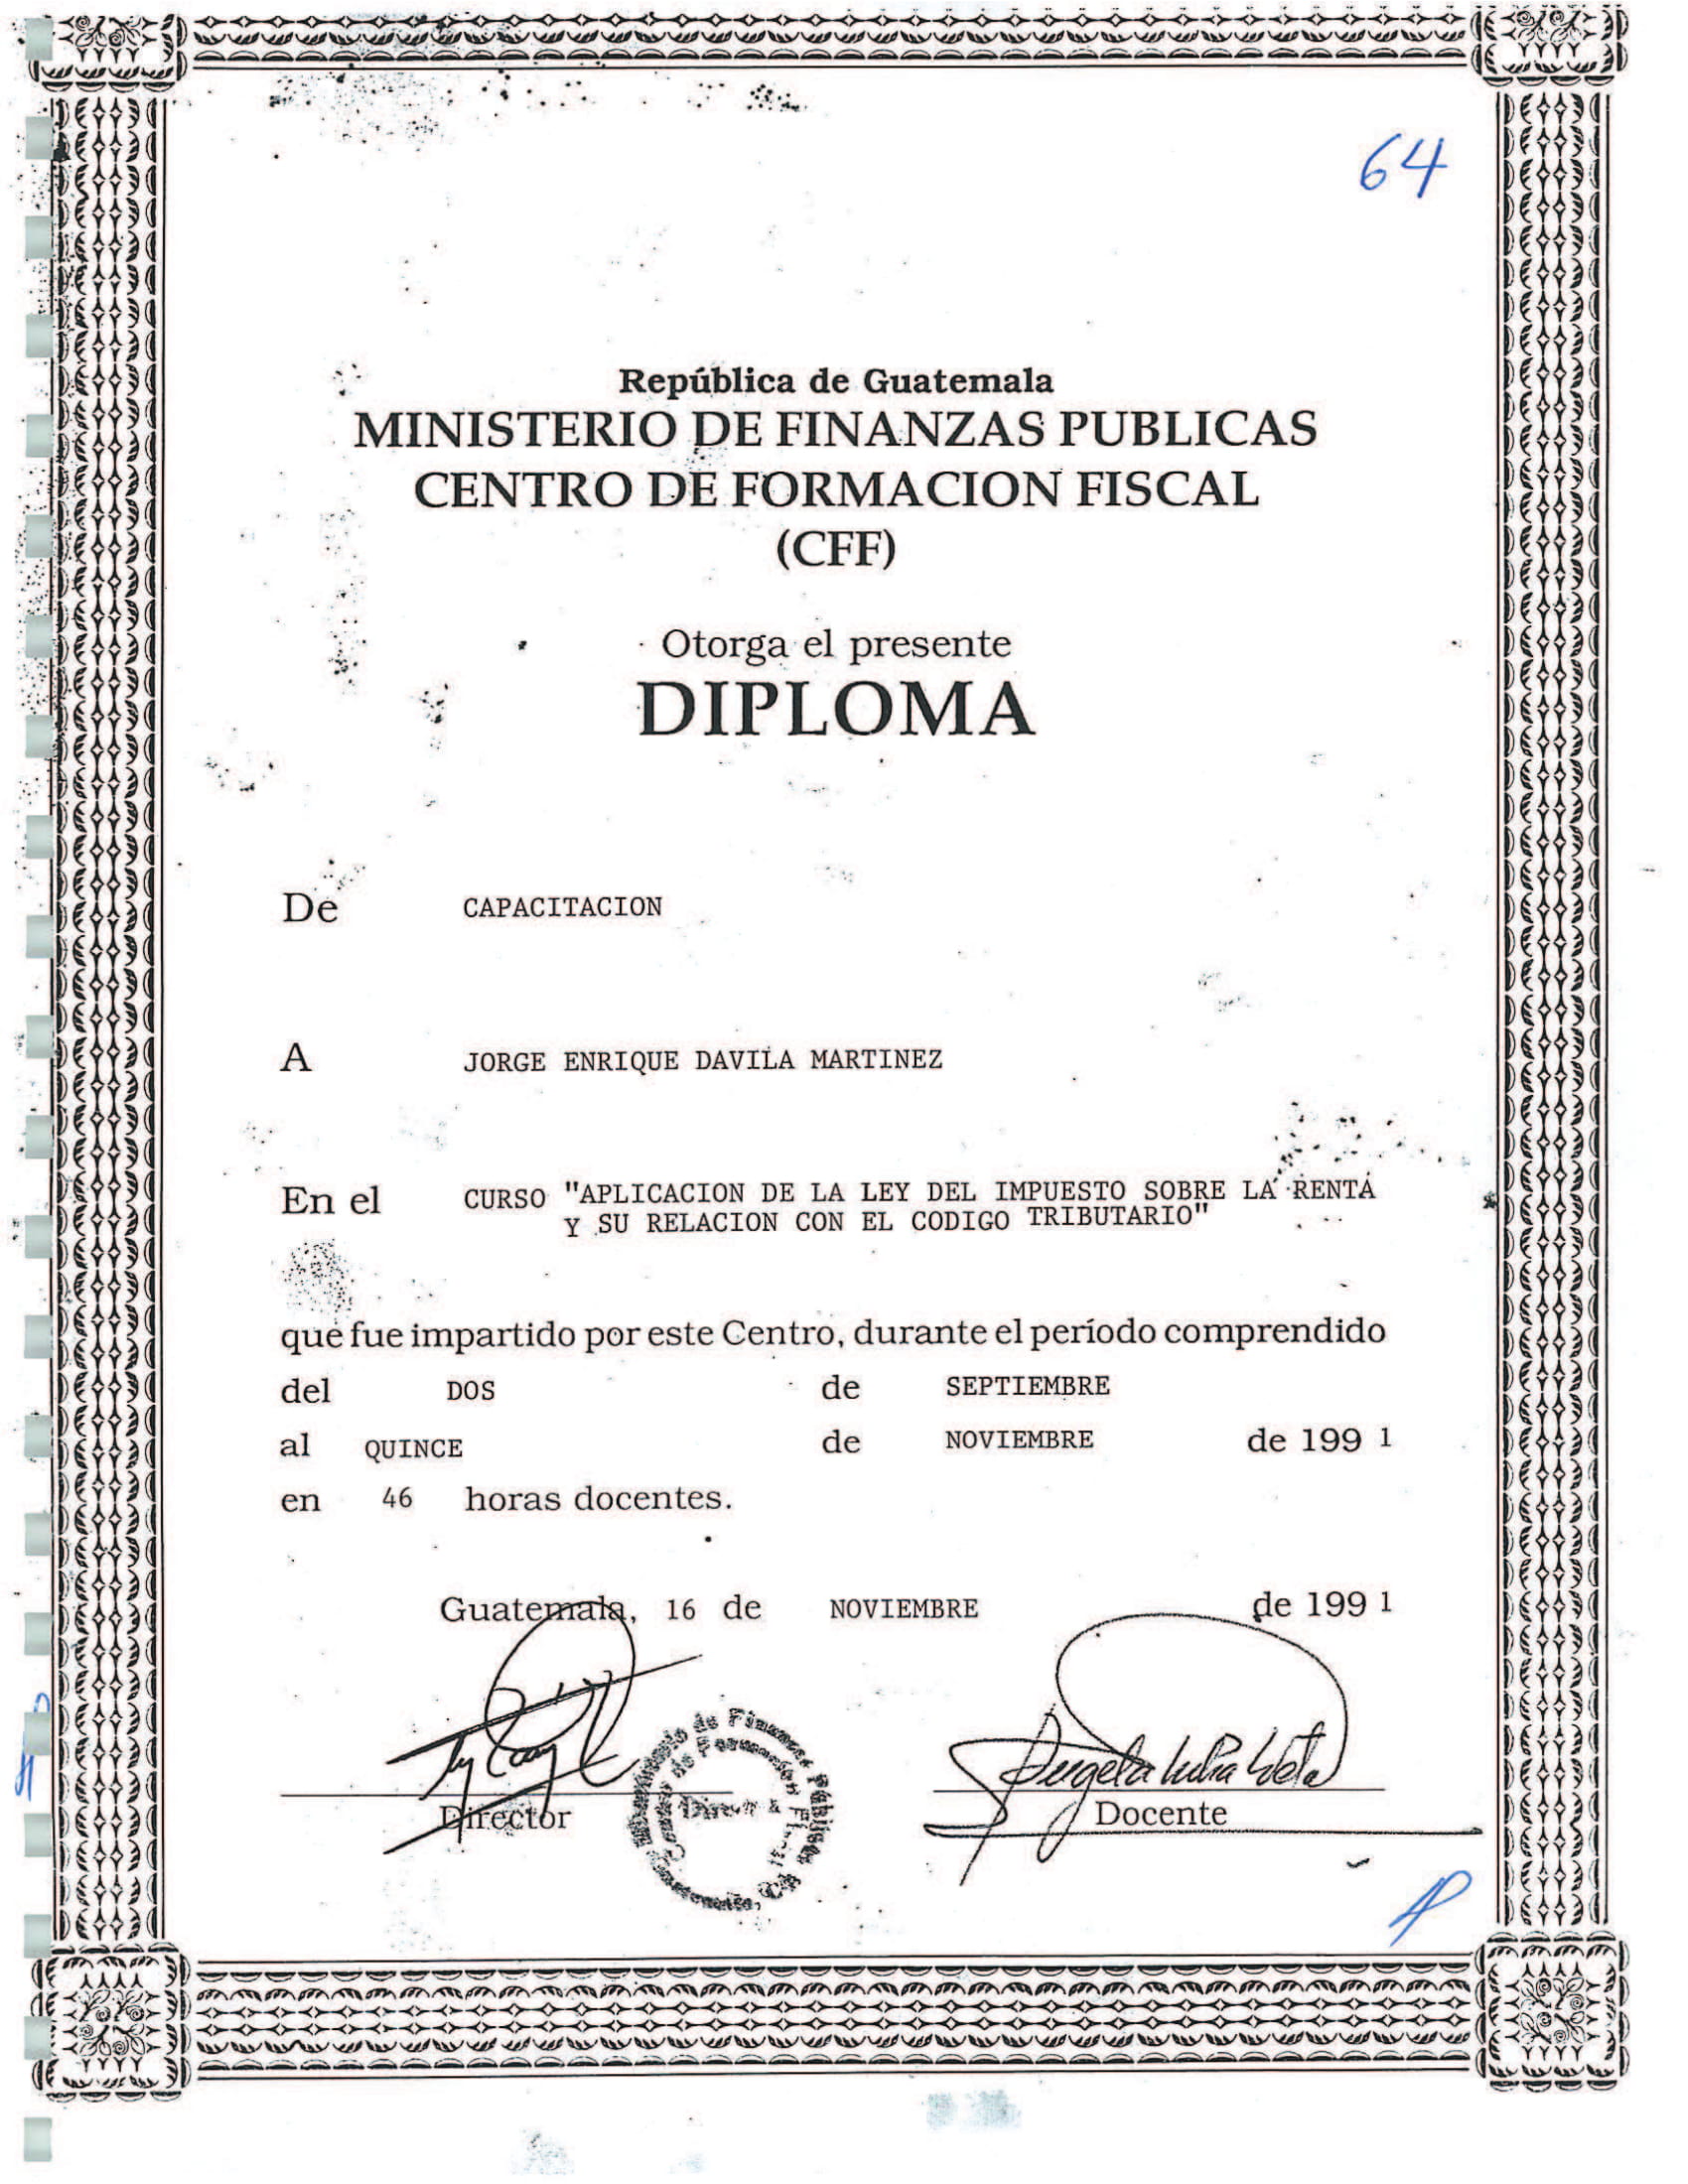 64
República de Guatemala
MINISTERIO DE FINANZAS PUBLICAS
CENTRO DE FORMACION FISCAL
(CFF)
Otorga el presente
DIPLOMA
De CAPACITACION
A JORGE ENRIQUE DAVILA MARTINEZ
En el CURSO "APLICACION DE LA LEY DEL IMPUESTO SOBRE LA RENTA
Y SU RELACION CON EL CODIGO TRIBUTARIO"
que fue impartido por este Centro, durante el período comprendido
del DOS de SEPTIEMBRE
al QUINCE de NOVIEMBRE de 199 1
en 46 horas docentes.
Guatemala, 16 de NOVIEMBRE de 199 1
Ministerio de Finanzas Públicas
Centro de Formación Fiscal
Guatemala,
Director
Docente